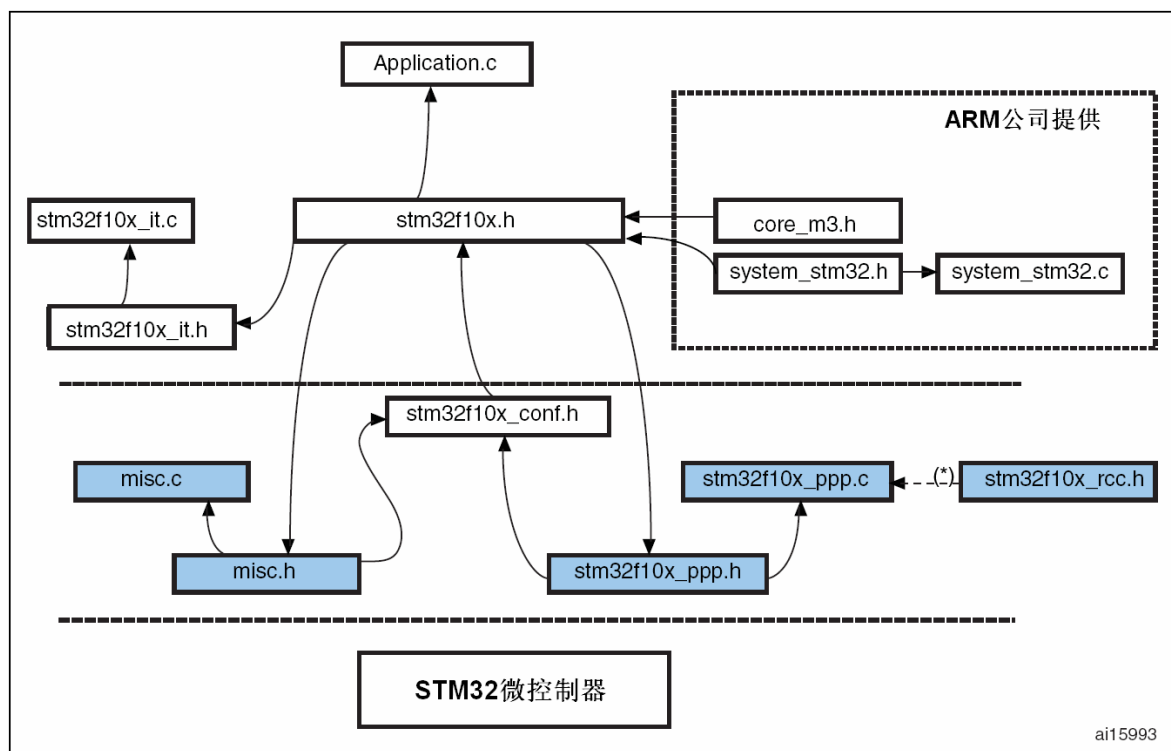 Application.c
ARM公司提供
stm32f10x_it.c
stm32f10x.h
core_m3.h
system_stm32.h
system_stm32.c
stm32f10x_it.h
stm32f10x_conf.h
misc.c
stm32f10x_ppp.c
(*)
stm32f10x_rcc.h
misc.h
stm32f10x_ppp.h
STM32微控制器
ai15993